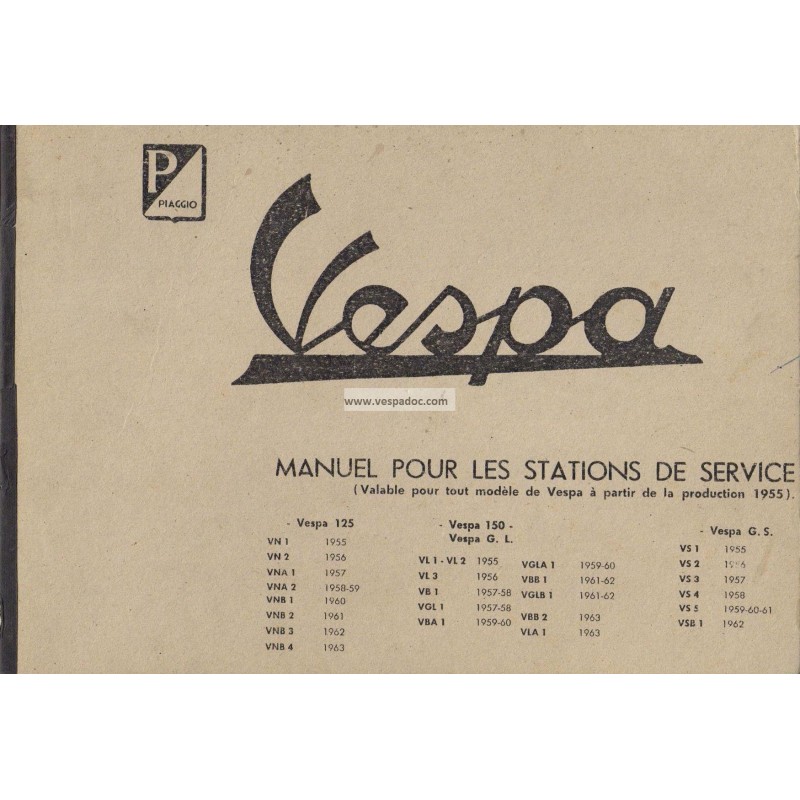 P
PIAGGIO
Vespa
www.vespadoc.com
MANUEL POUR LES STATIONS DE SERVICE
(Valable pour tout modèle de Vespa à partir de la production 1955).
- Vespa 125
VN 1 1955
VN 2 1956
VNA 1 1957
VNA 2 1958-59
VNB 1 1960
VNB 2 1961
VNB 3 1962
VNB 4 1963
- Vespa 150 -
Vespa G. L.
VL 1 - VL 2 1955
VL 3 1956
VB 1 1957-58
VGL 1 1957-58
VBA 1 1959-60
VGLA 1 1959-60
VBB 1 1961-62
VGLB 1 1961-62
VBB 2 1963
VLA 1 1963
- Vespa G. S.
VS 1 1955
VS 2 1956
VS 3 1957
VS 4 1958
VS 5 1959-60-61
VSB 1 1962